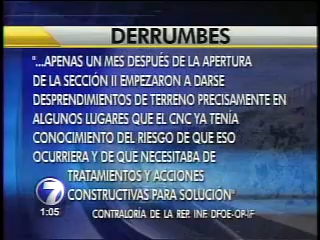 DERRUMBES
"...APENAS UN MES DESPUÉS DE LA APERTURA
DE LA SECCIÓN II EMPEZARON A DARSE
DESPRENDIMIENTOS DE TERRENO PRECISAMENTE EN
ALGUNOS LUGARES QUE EL CNC YA TENÍA
CONOCIMIENTO DEL RIESGO DE QUE ESO
OCURRIERA Y DE QUE NECESITABA DE
TRATAMIENTOS Y ACCIONES
CONSTRUCTIVAS PARA SOLUCION"
7
1:05
CONTRALORÍA DE LA REP. INF. DFOE-OP-IF